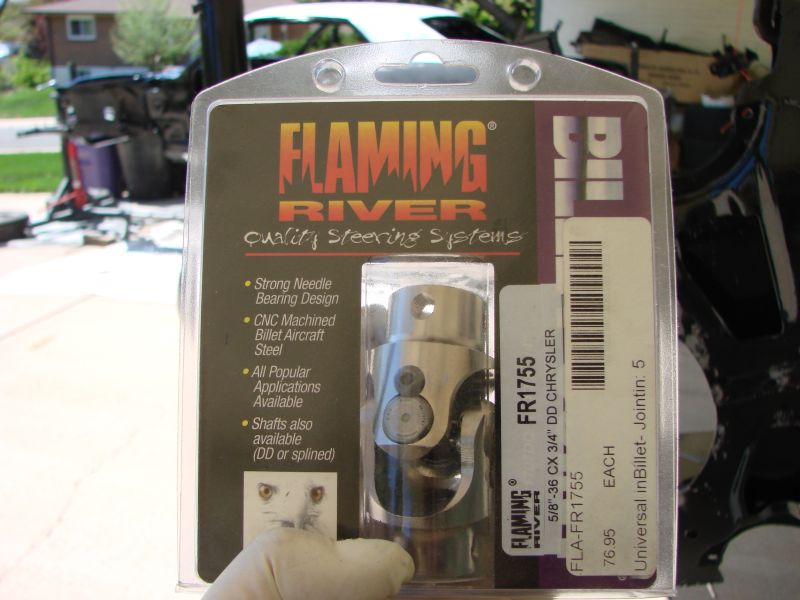 FLAMING®
RIVER
Quality Steering Systems
• Strong Needle
Bearing Design
• CNC Machined
Billet Aircraft
Steel
• All Popular
Applications
Available
• Shafts also
available
(DD or splined)
FLAMING®
RIVER
FR1755
5/8"-36 CX 3/4" DD CHRYSLER
FLA-FR1755
76.95 EACH
Universal inBillet- Jointin: 5